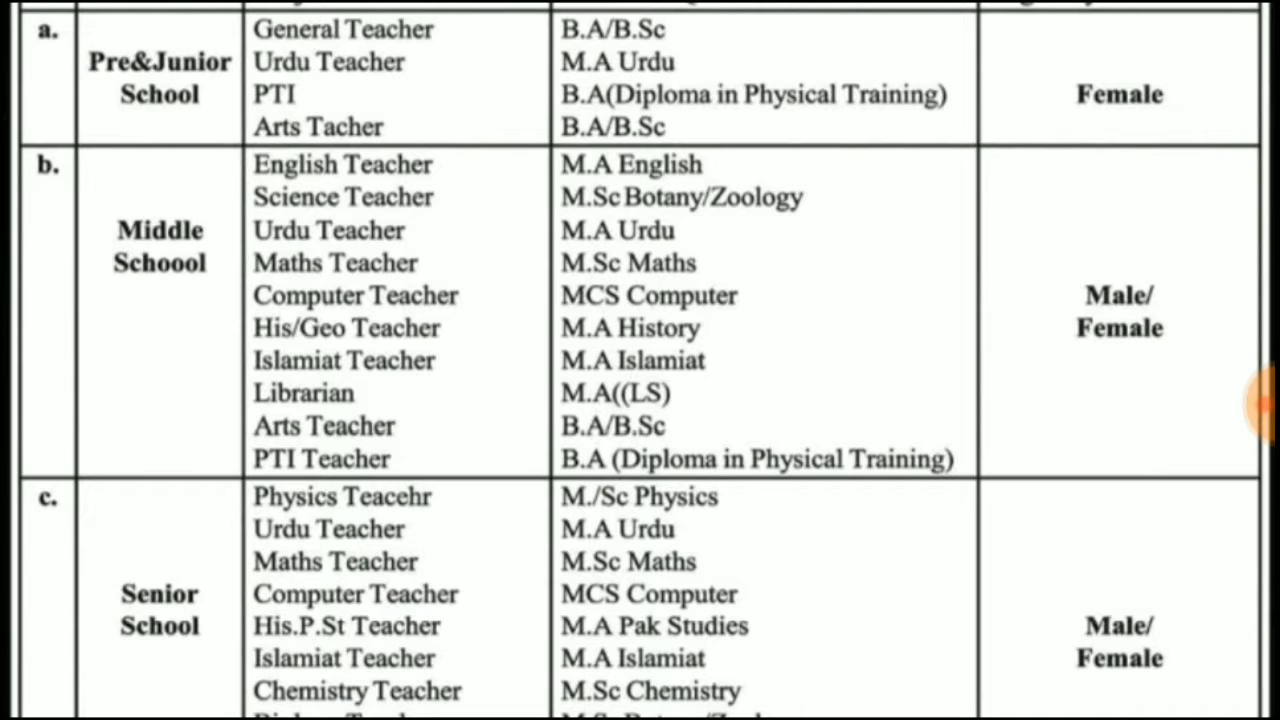 a. General Teacher B.A/B.Sc
Pre&Junior Urdu Teacher M.A Urdu
School PTI B.A(Diploma in Physical Training) Female
Arts Tacher B.A/B.Sc
b. English Teacher M.A English
Science Teacher M.Sc Botany/Zoology
Middle Urdu Teacher M.A Urdu
Schoool Maths Teacher M.Sc Maths
Computer Teacher MCS Computer Male/
His/Geo Teacher M.A History Female
Islamiat Teacher M.A Islamiat
Librarian M.A((LS)
Arts Teacher B.A/B.Sc
PTI Teacher B.A (Diploma in Physical Training)
c. Physics Teacehr M./Sc Physics
Urdu Teacher M.A Urdu
Maths Teacher M.Sc Maths
Senior Computer Teacher MCS Computer
School His.P.St Teacher M.A Pak Studies Male/
Islamiat Teacher M.A Islamiat Female
Chemistry Teacher M.Sc Chemistry